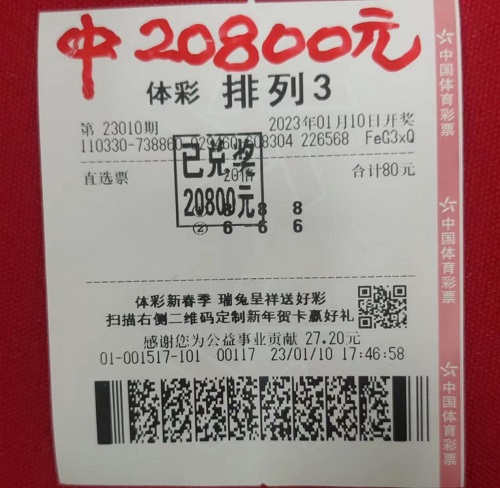 中20800元
体彩 排列3
第 23010期 2023年01月10日开奖
110330-738860-029460 608304 226568 FeG3xQ
直选票 20倍 合计80元
已兑奖
20800元
① 8 8 8
② 6 6 6
体彩新春季 瑞兔呈祥送好彩
扫描右侧二维码定制新年贺卡赢好礼
感谢您为公益事业贡献 27.20元
01-001517-101 00117 23/01/10 17:46:58
中国体育彩票
中国体育彩票
中国体育彩票